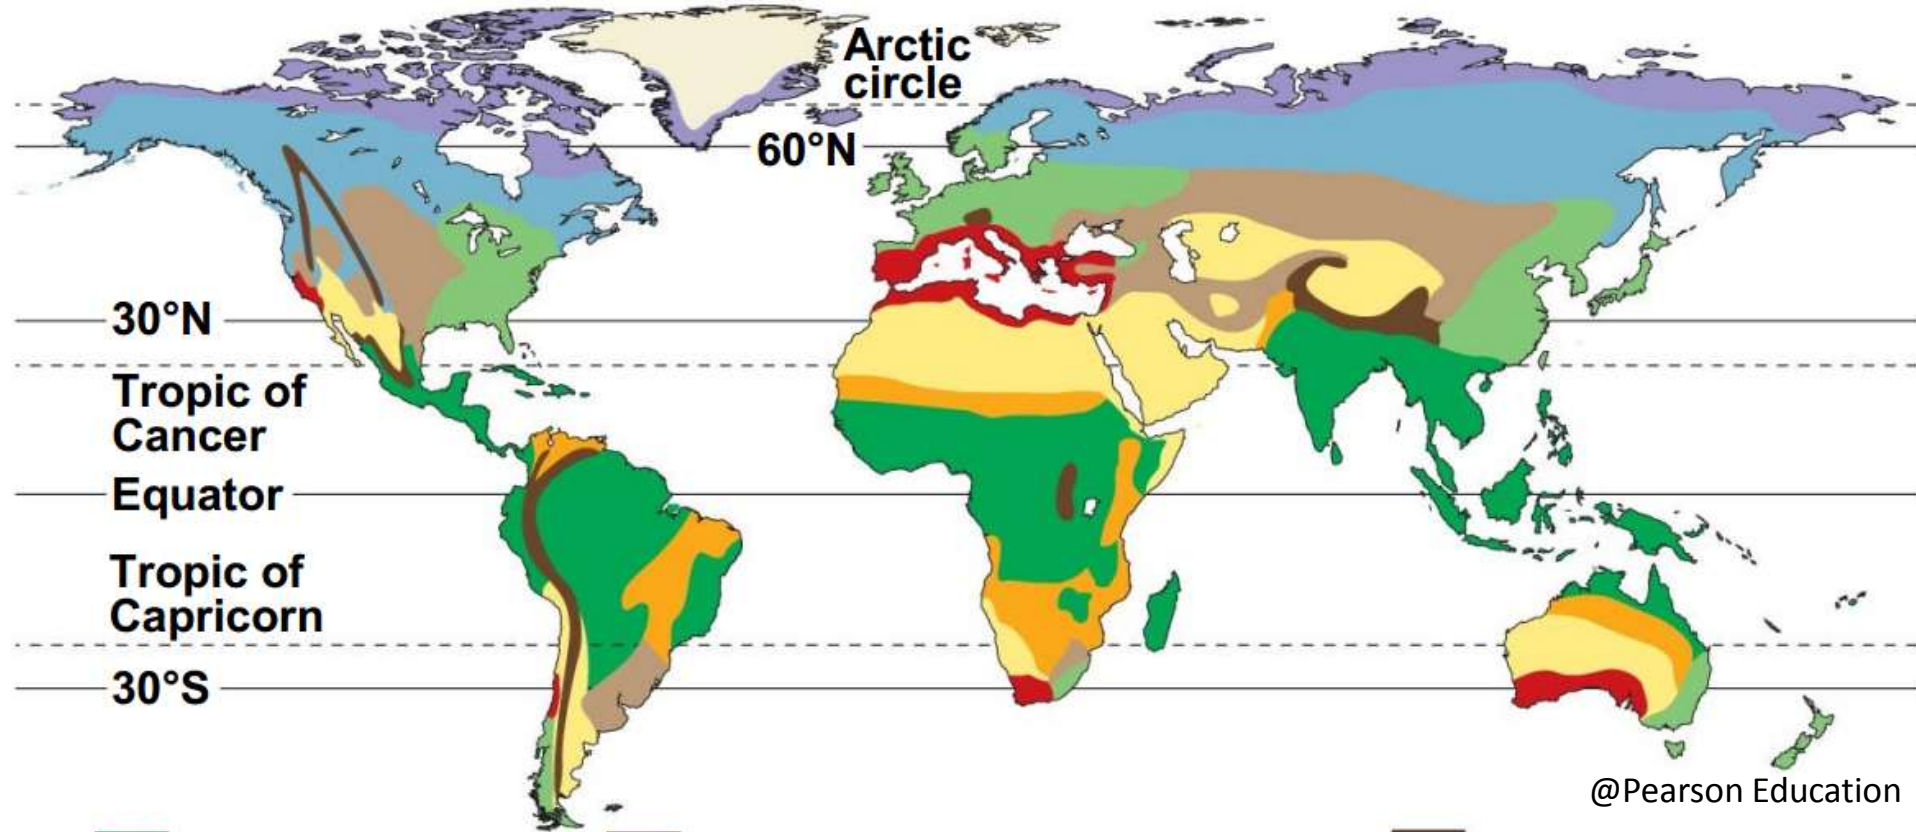 Arctic
circle
60°N
30°N
Tropic of
Cancer
Equator
Tropic of
Capricorn
30°S
@Pearson Education